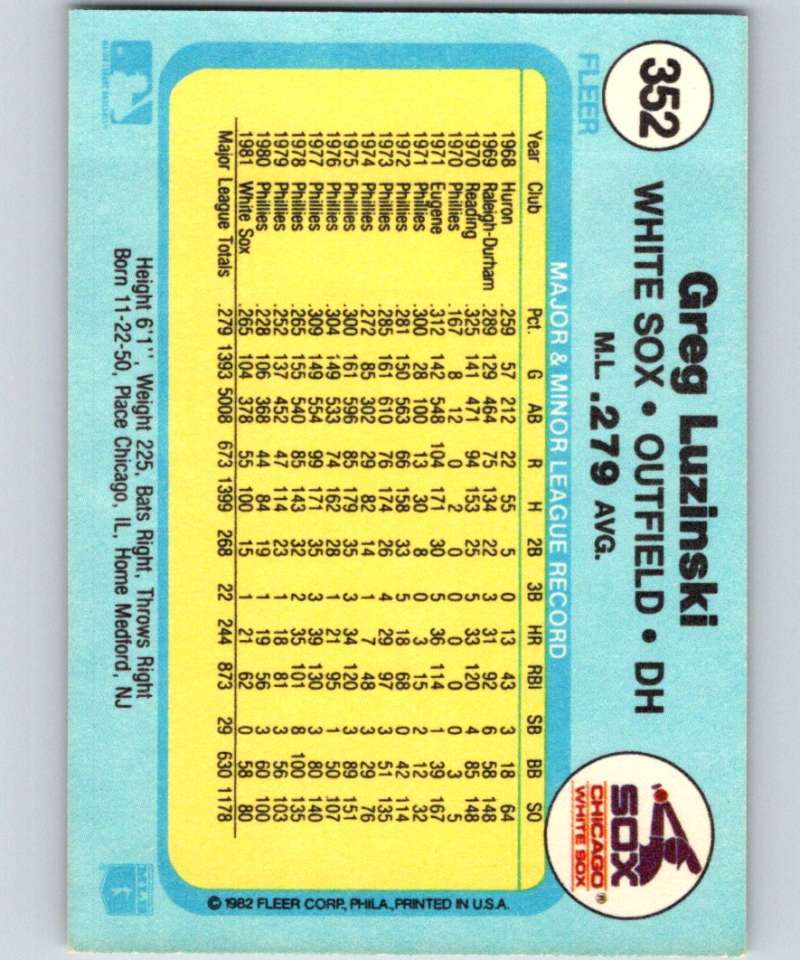 352
FLEER
Greg Luzinski
WHITE SOX • OUTFIELD • DH
M.L. .279 AVG.
SOX
CHICAGO
WHITE SOX
®
MAJOR & MINOR LEAGUE RECORD
Year Club Pct. G AB R H 2B 3B HR RBI SB BB SO
1968 Huron .259 57 212 22 55 5 0 13 43 3 18 64
1969 Raleigh-Durham .289 129 464 75 134 22 3 31 92 6 58 148
1970 Reading .325 141 471 94 153 25 5 33 120 4 85 148
1970 Phillies .167 8 12 0 2 0 0 0 0 0 3 5
1971 Eugene .312 142 548 104 171 30 5 36 114 1 39 167
1971 Phillies .300 28 100 13 30 8 0 3 15 2 12 32
1972 Phillies .281 150 563 66 158 33 5 18 68 0 42 114
1973 Phillies .285 161 610 76 174 26 4 29 97 3 51 135
1974 Phillies .272 85 302 29 82 14 1 7 48 3 29 76
1975 Phillies .300 161 596 85 179 35 3 34 120 3 89 151
1976 Phillies .304 149 533 74 162 28 1 21 95 1 50 107
1977 Phillies .309 149 554 99 171 35 3 39 130 3 80 140
1978 Phillies .265 155 540 85 143 32 2 35 101 8 100 135
1979 Phillies .252 137 452 47 114 23 1 18 81 3 56 103
1980 Phillies .228 106 368 44 84 19 1 19 56 3 60 100
1981 White Sox .265 104 378 55 100 15 1 21 62 0 58 80
Major League Totals .279 1393 5008 673 1399 268 22 244 873 29 630 1178
Height 6'1", Weight 225, Bats Right, Throws Right
Born 11-22-50, Place Chicago, IL, Home Medford, NJ
MAJOR LEAGUE BASEBALL
© 1982 FLEER CORP., PHILA., PRINTED IN U.S.A.